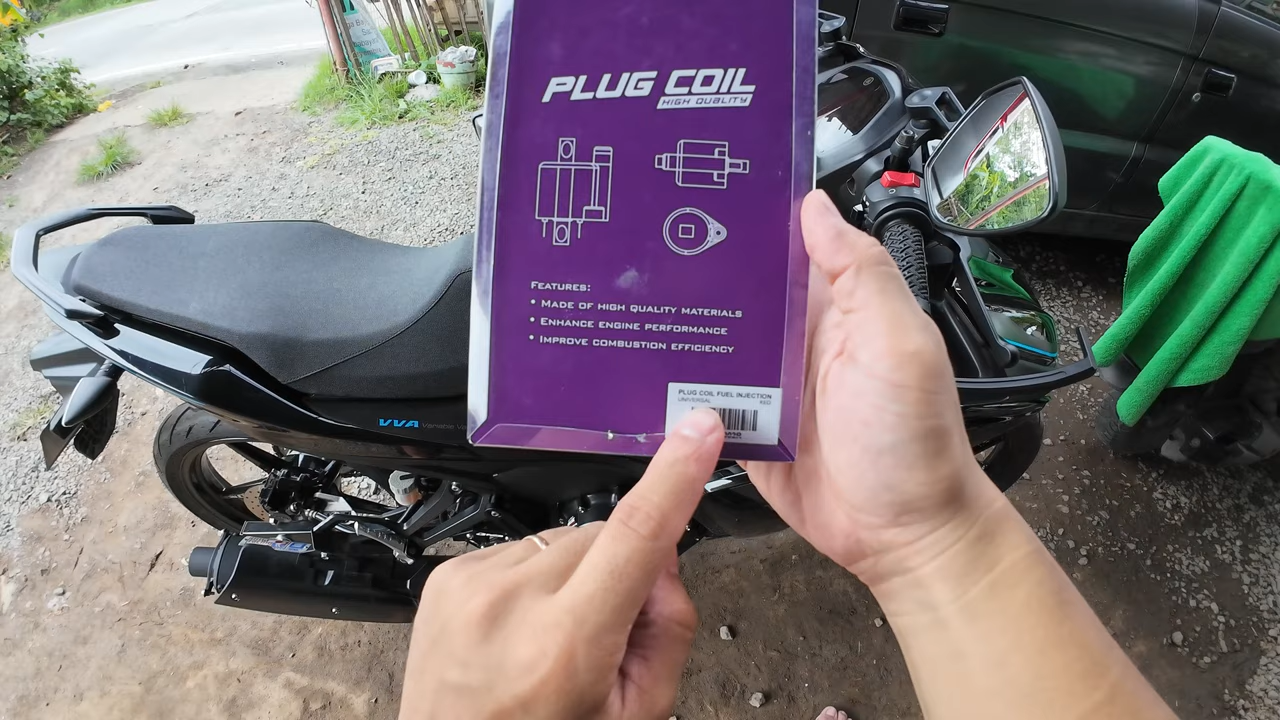 PLUG COIL
HIGH QUALITY
FEATURES:
• MADE OF HIGH QUALITY MATERIALS
• ENHANCE ENGINE PERFORMANCE
• IMPROVE COMBUSTION EFFICIENCY
PLUG COIL FUEL INJECTION
UNIVERSAL RED
VVA Variable